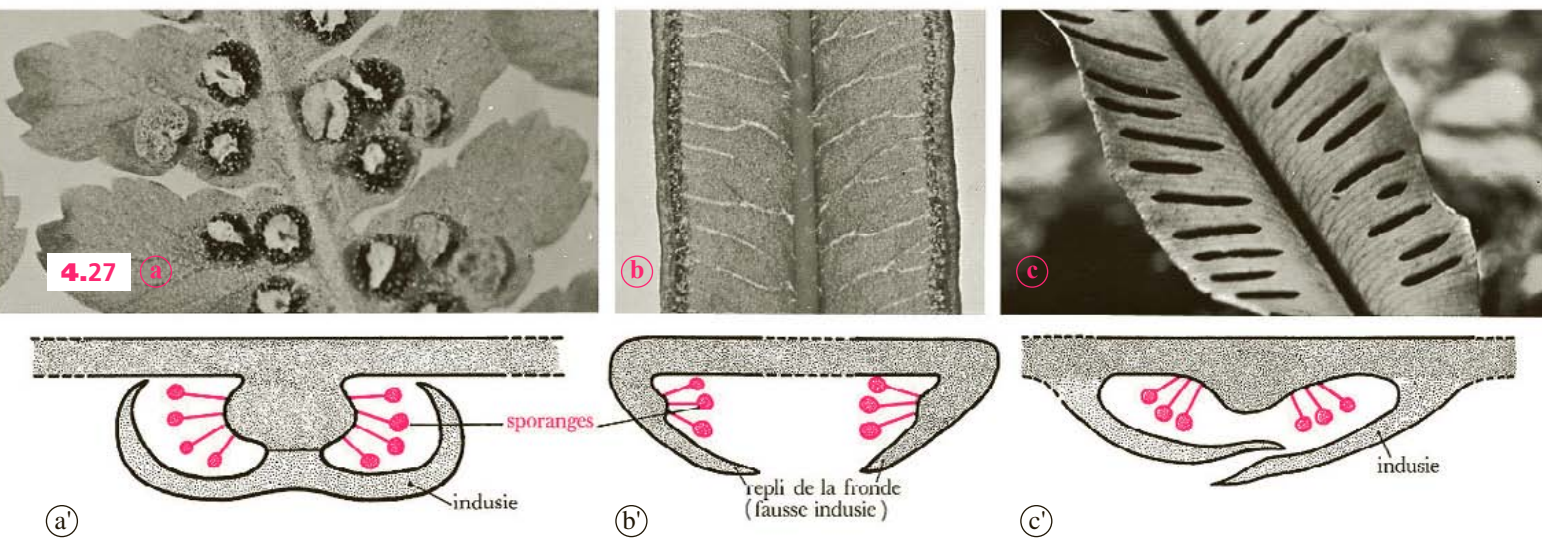 4.27 a
b
c
sporanges
indusie
repli de la fronde
(fausse indusie)
indusie
a'
b'
c'